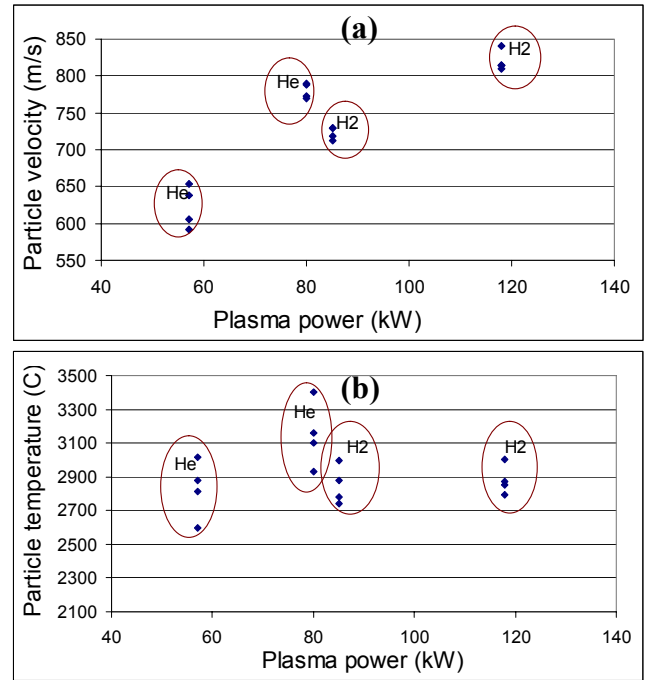 (a)
Particle velocity (m/s)
850
800
750
700
650
600
550
He
He
H2
H2
40 60 80 100 120 140
Plasma power (kW)
(b)
Particle temperature (C)
3500
3300
3100
2900
2700
2500
2300
2100
He
He
H2
H2
40 60 80 100 120 140
Plasma power (kW)